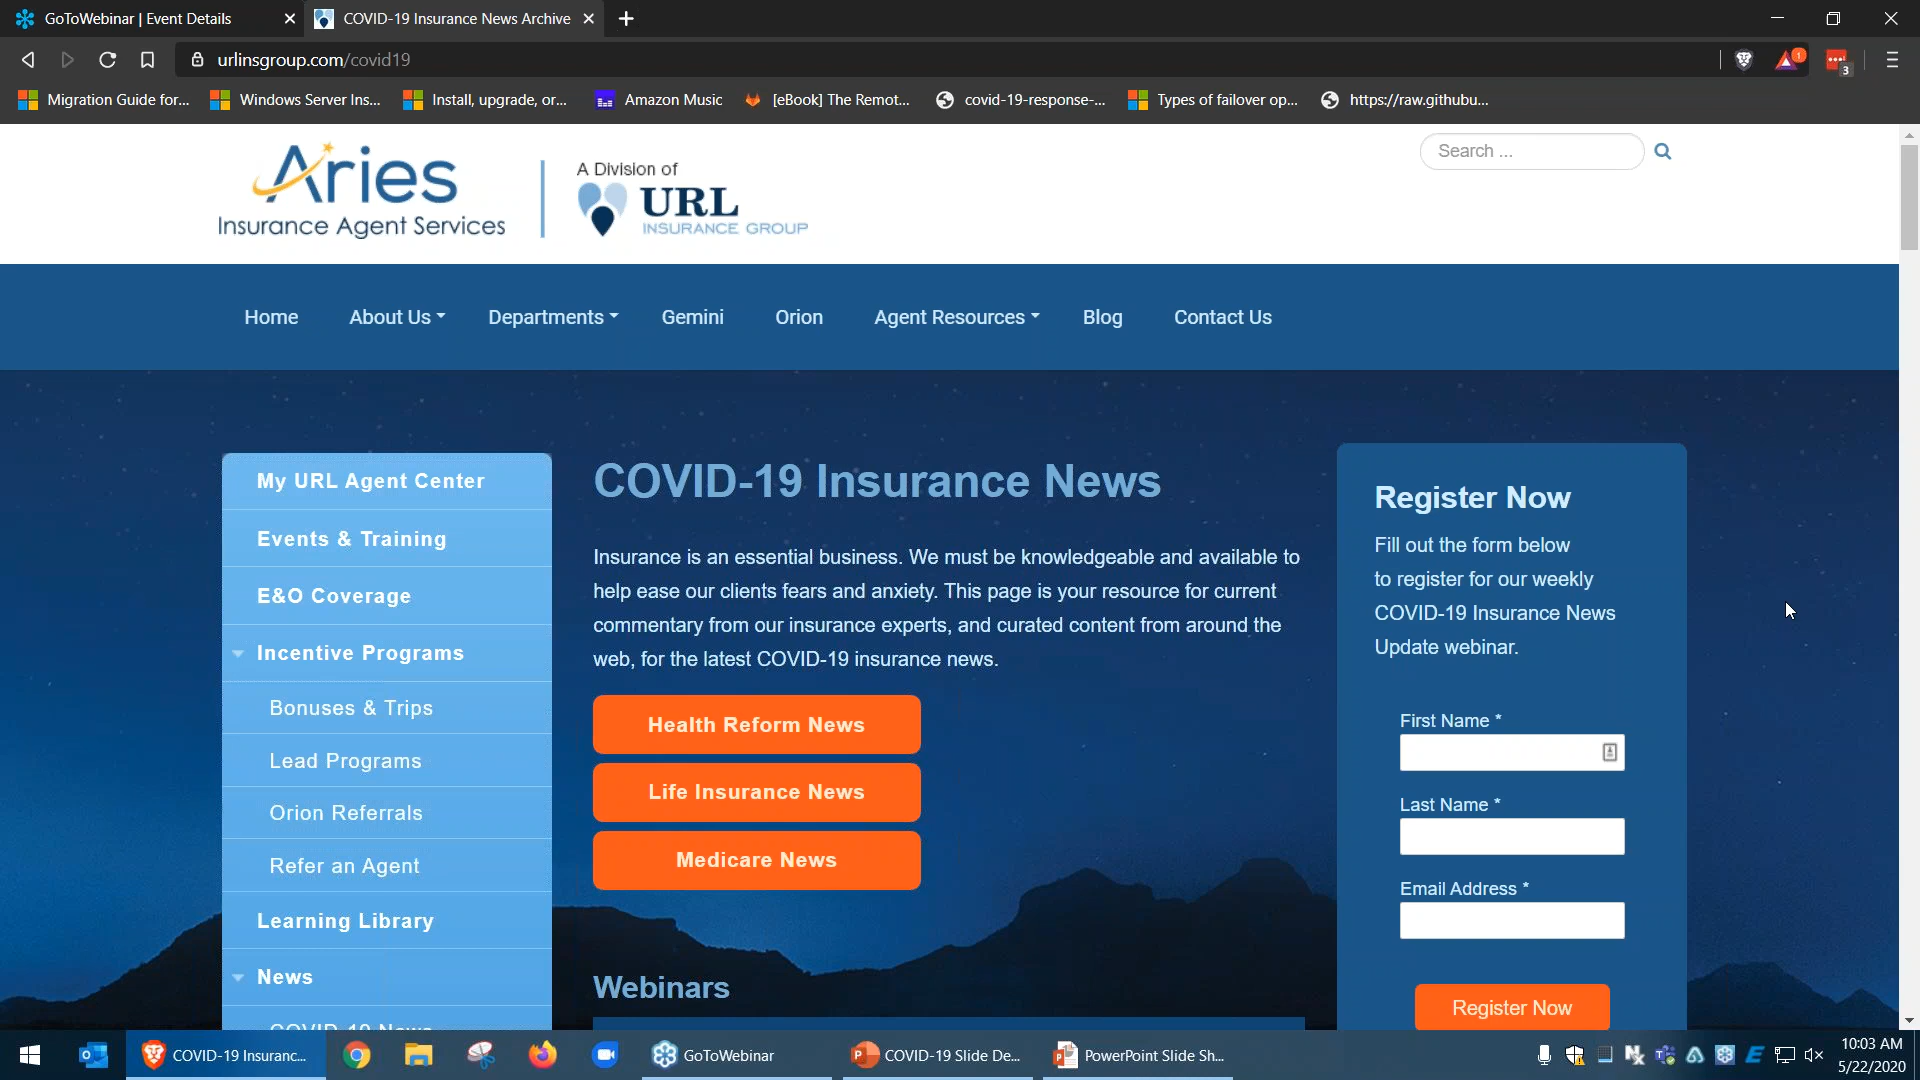 GoToWebinar | Event Details
COVID-19 Insurance News Archive
urlinsgroup.com/covid19
1
3
Migration Guide for...
Windows Server Ins...
Install, upgrade, or...
Amazon Music
[eBook] The Remot...
covid-19-response-...
Types of failover op...
https://raw.githubu...
Aries
Insurance Agent Services
A Division of
URL
INSURANCE GROUP
Search ...
Home
About Us
Departments
Gemini
Orion
Agent Resources
Blog
Contact Us
My URL Agent Center
Events & Training
E&O Coverage
Incentive Programs
Bonuses & Trips
Lead Programs
Orion Referrals
Refer an Agent
Learning Library
News
COVID-19 News
COVID-19 Insurance News
Insurance is an essential business. We must be knowledgeable and available to
help ease our clients fears and anxiety. This page is your resource for current
commentary from our insurance experts, and curated content from around the
web, for the latest COVID-19 insurance news.
Health Reform News
Life Insurance News
Medicare News
Webinars
Register Now
Fill out the form below
to register for our weekly
COVID-19 Insurance News
Update webinar.
First Name *
Last Name *
Email Address *
Register Now
COVID-19 Insuranc...
GoToWebinar
COVID-19 Slide De...
PowerPoint Slide Sh...
10:03 AM
5/22/2020